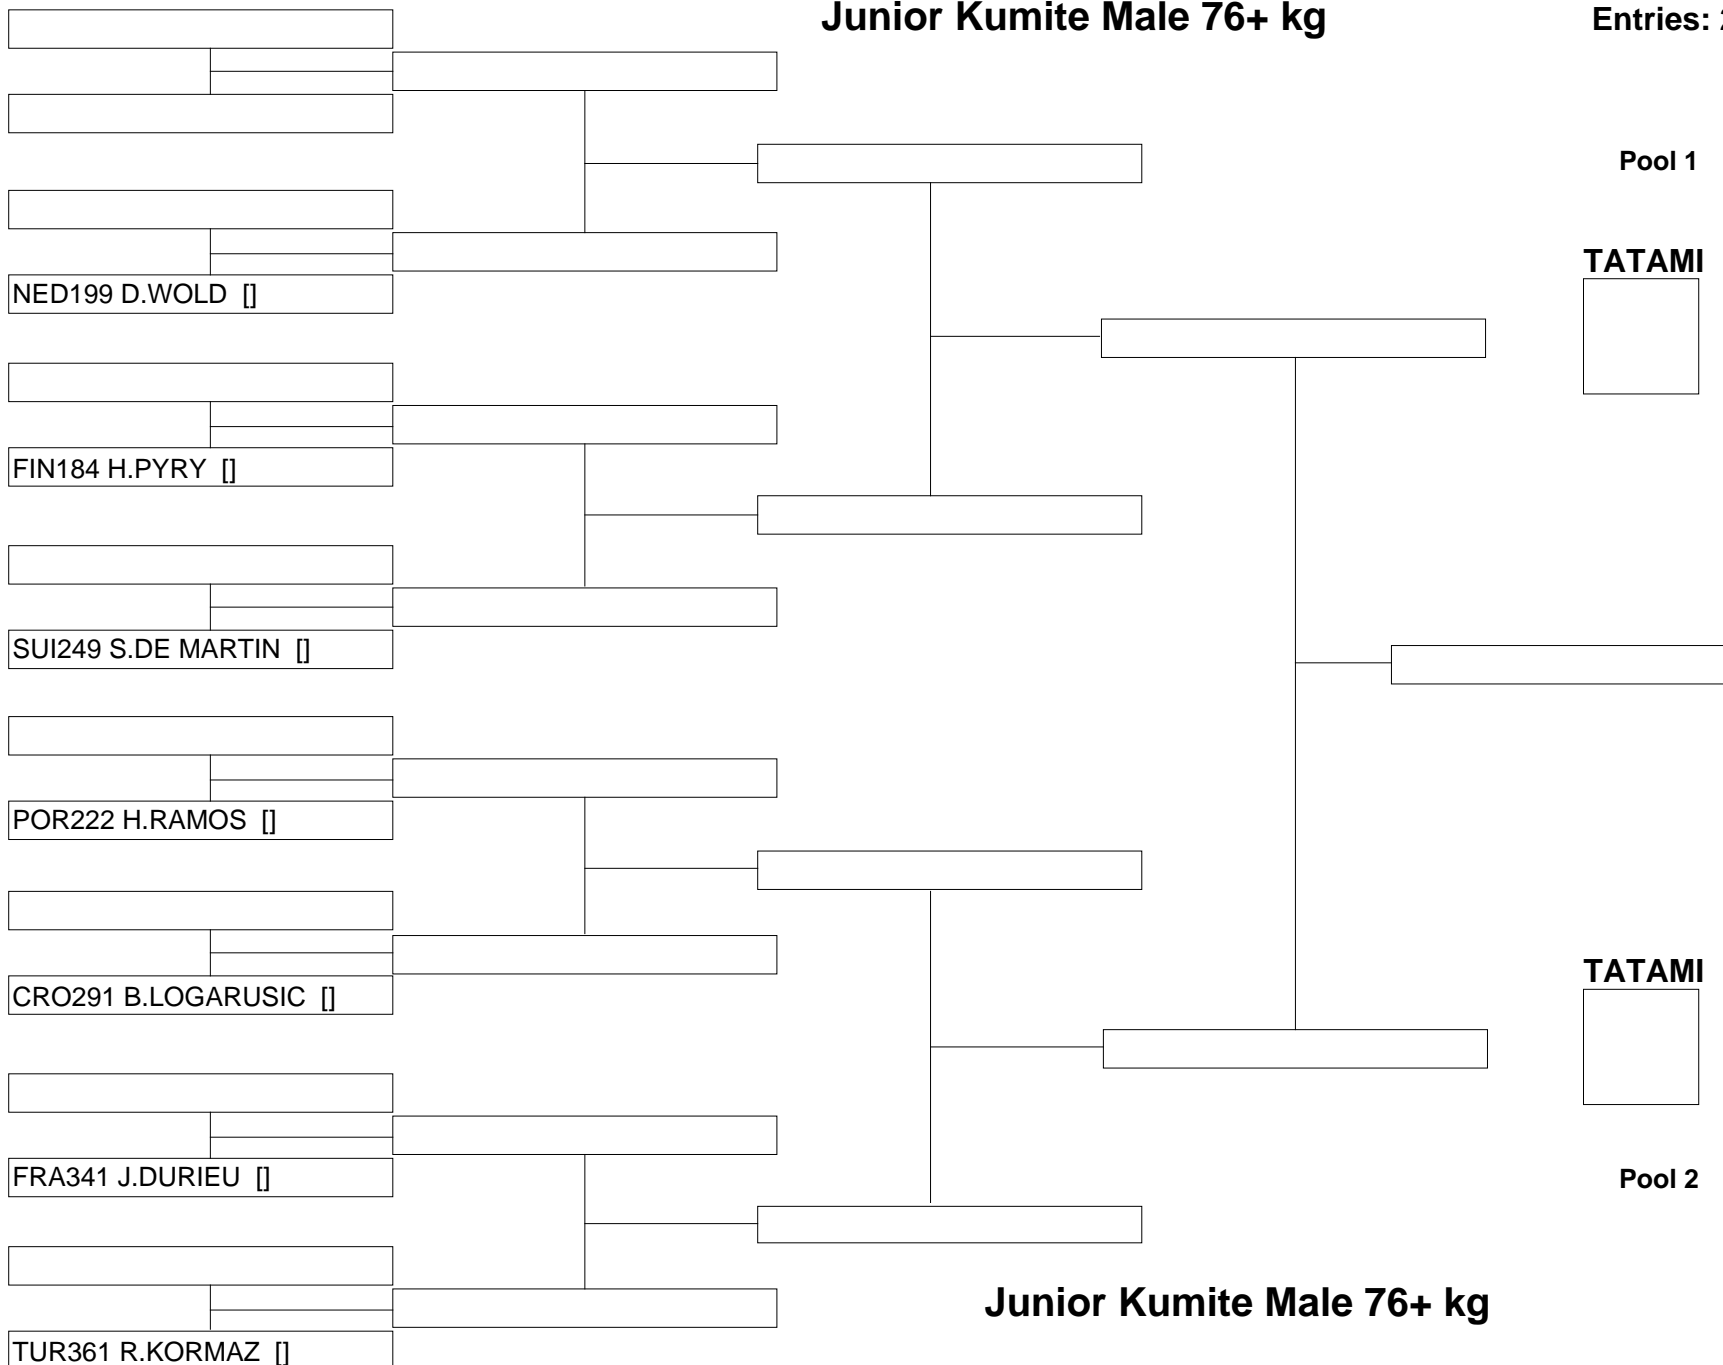 Junior Kumite Male 76+ kg
Entries: 2
Pool 1
NED199 D.WOLD []
TATAMI
FIN184 H.PYRY []
SUI249 S.DE MARTIN []
POR222 H.RAMOS []
CRO291 B.LOGARUSIC []
TATAMI
FRA341 J.DURIEU []
Pool 2
Junior Kumite Male 76+ kg
TUR361 R.KORMAZ []